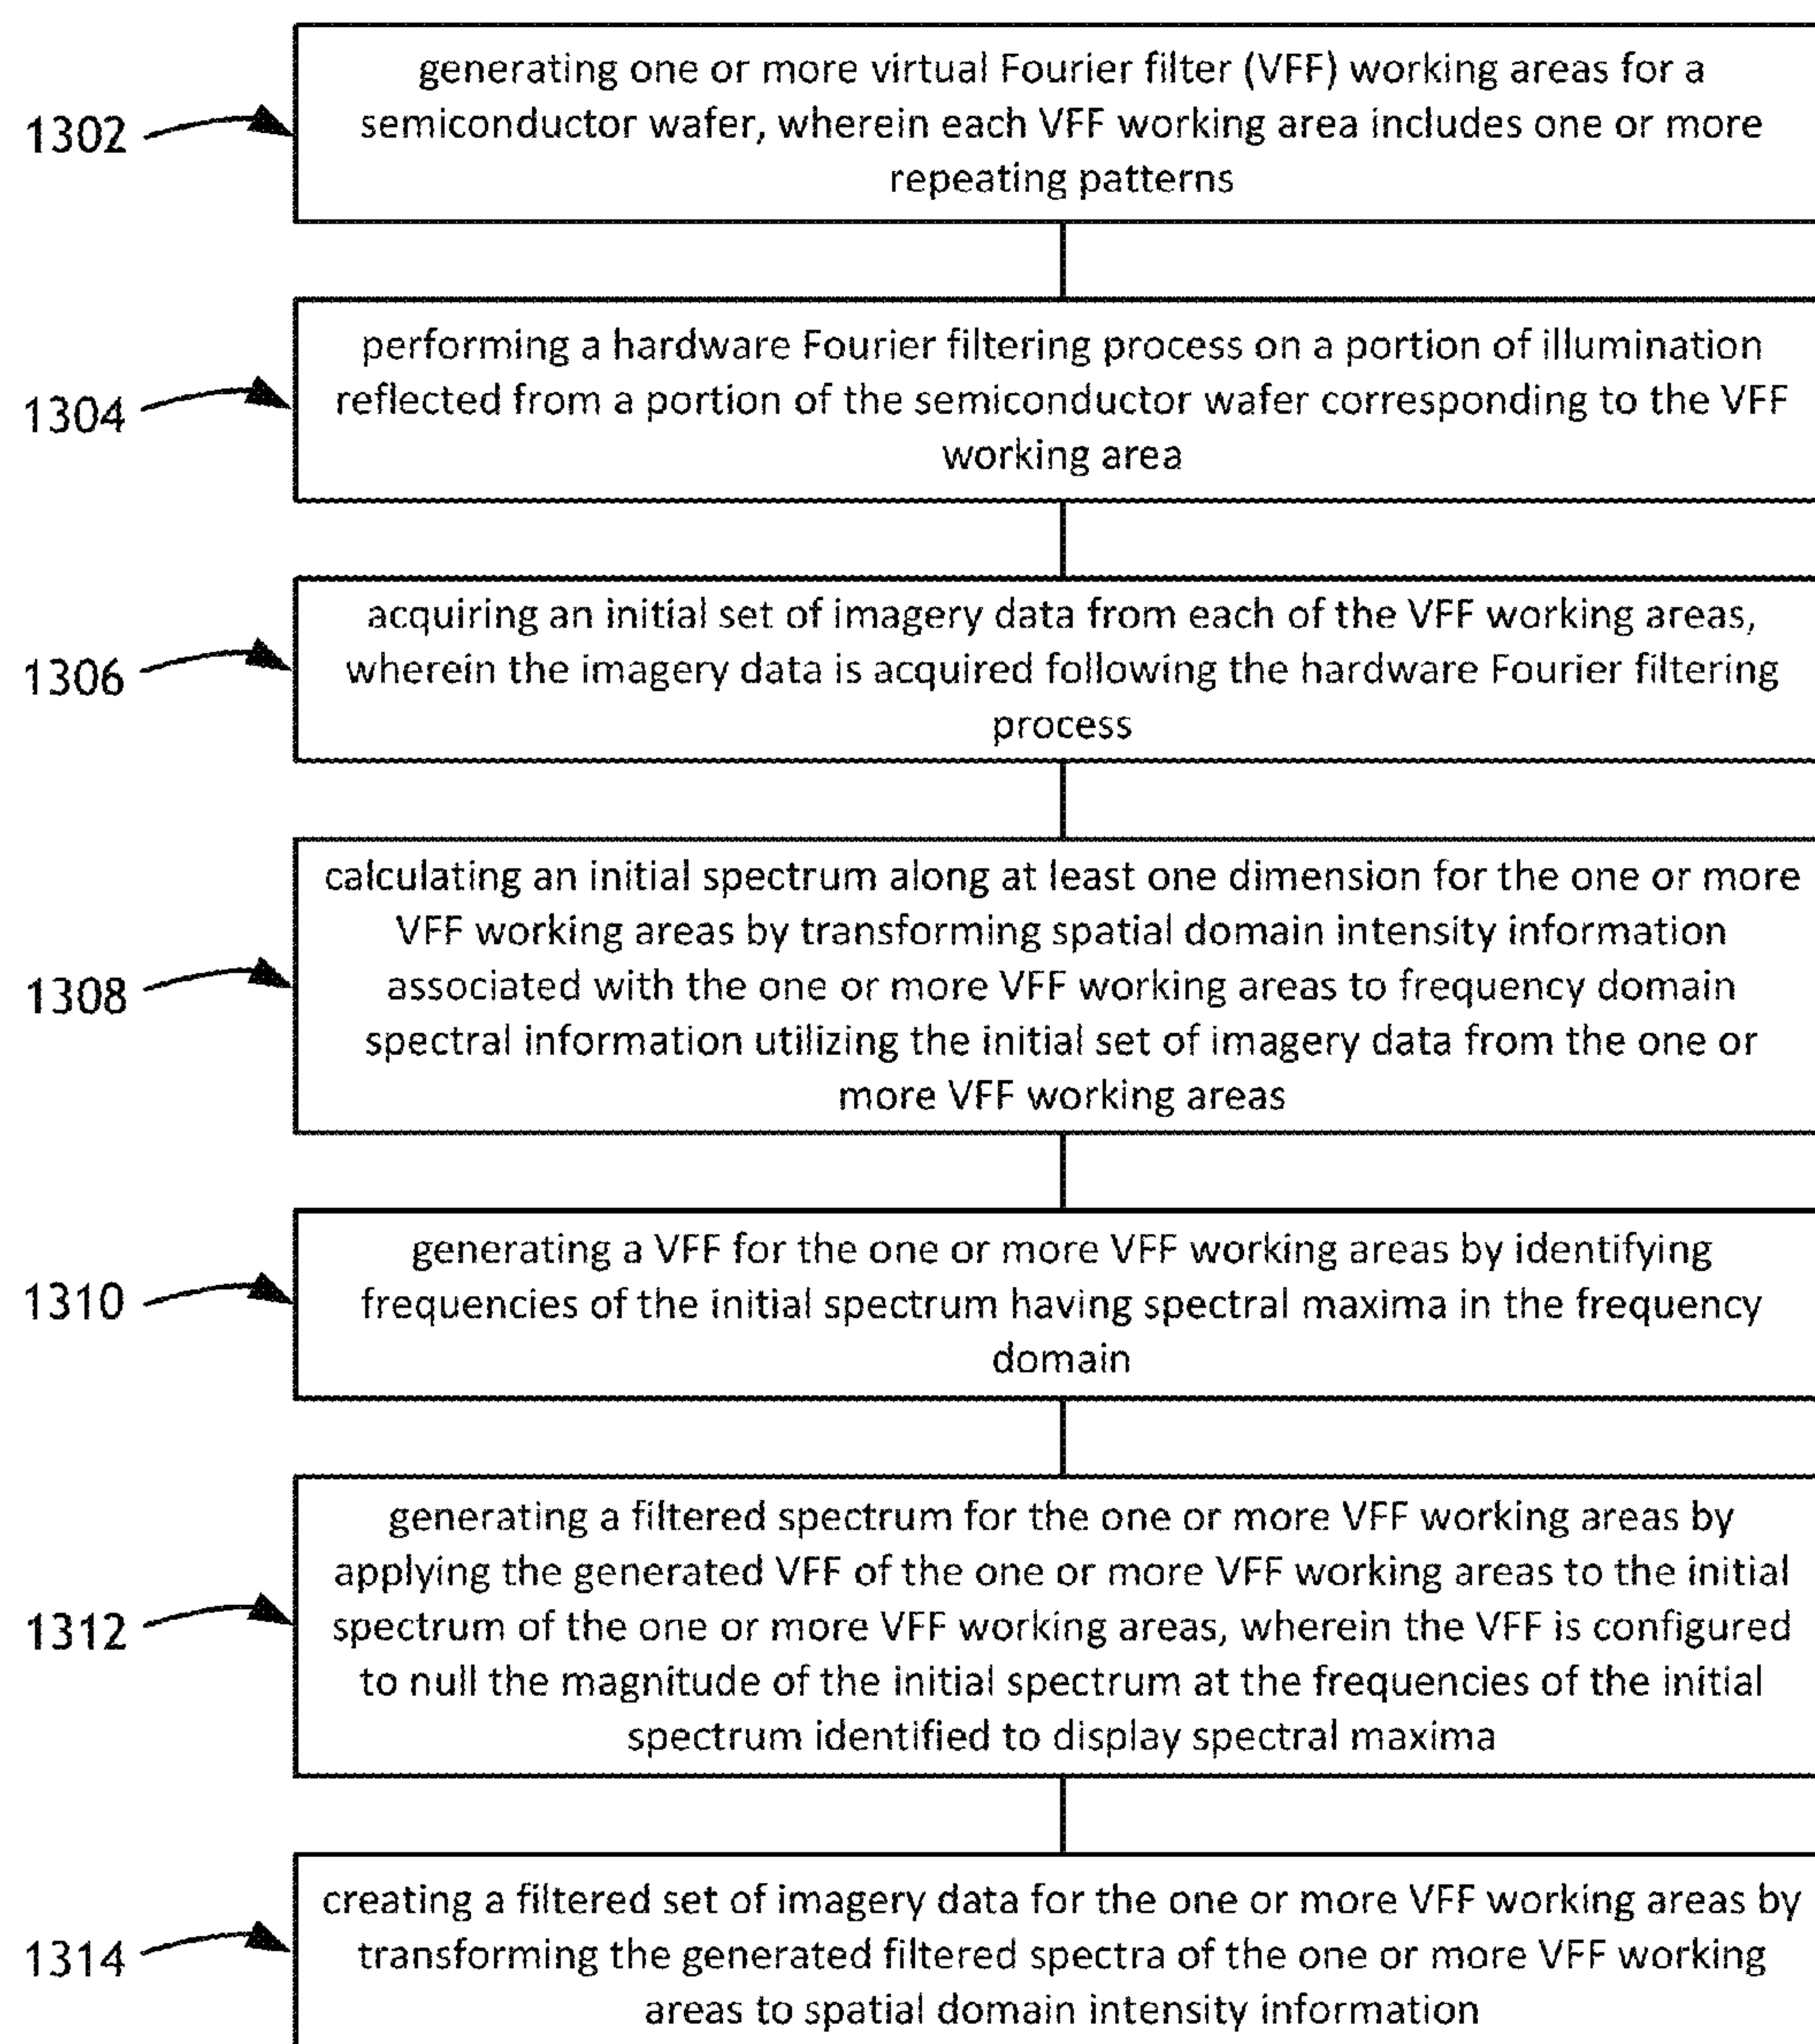 generating one or more virtual Fourier filter (VFF) working areas for a
1302
semiconductor wafer, wherein each VFF working area includes one or more
repeating patterns
performing a hardware Fourier filtering process on a portion of illumination
1304
reflected from a portion of the semiconductor wafer corresponding to the VFF
working area
acquiring an initial set of imagery data from each of the VFF working areas,
1306
wherein the imagery data is acquired following the hardware Fourier filtering
process
calculating an initial spectrum along at least one dimension for the one or more
VFF working areas by transforming spatial domain intensity information
1308
associated with the one or more VFF working areas to frequency domain
spectral information utilizing the initial set of imagery data from the one or
more VFF working areas
generating a VFF for the one or more VFF working areas by identifying
1310
frequencies of the initial spectrum having spectral maxima in the frequency
domain
generating a filtered spectrum for the one or more VFF working areas by
applying the generated VFF of the one or more VFF working areas to the initial
1312
spectrum of the one or more VFF working areas, wherein the VFF is configured
to null the magnitude of the initial spectrum at the frequencies of the initial
spectrum identified to display spectral maxima
creating a filtered set of imagery data for the one or more VFF working areas by
1314
transforming the generated filtered spectra of the one or more VFF working
areas to spatial domain intensity information